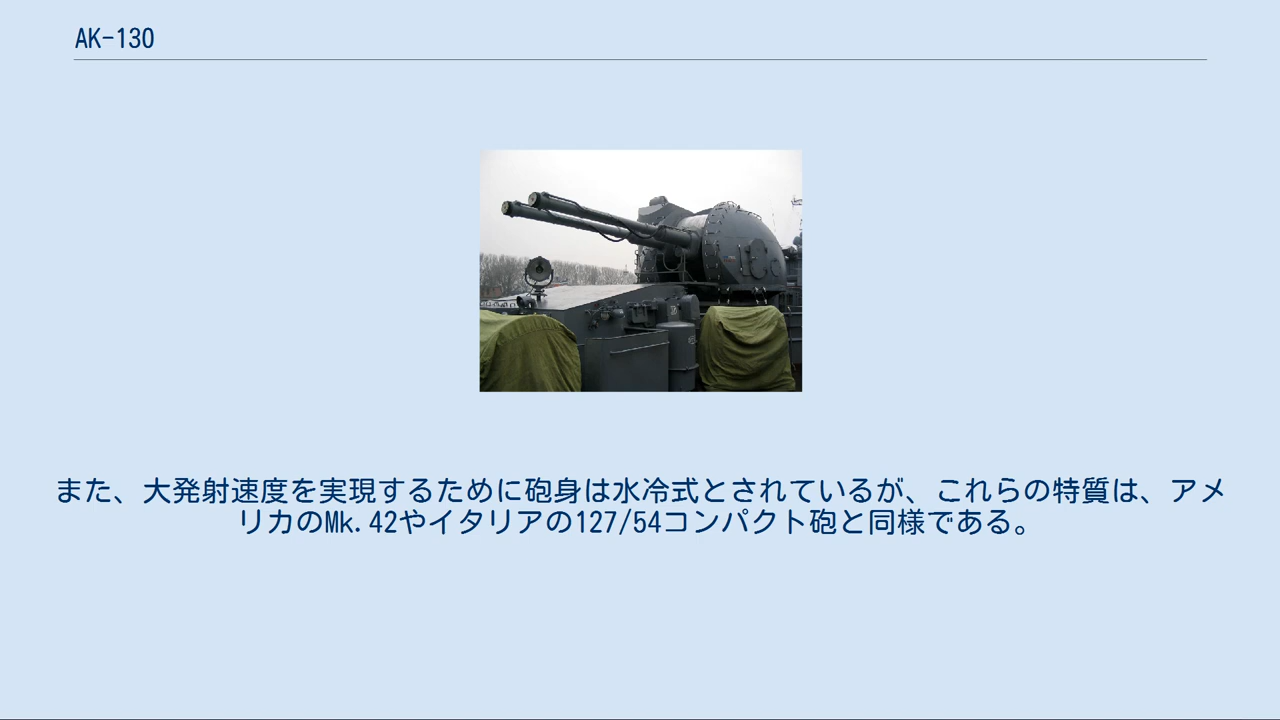 AK-130
また、大発射速度を実現するために砲身は水冷式とされているが、これらの特質は、アメ
リカのMk.42やイタリアの127/54コンパクト砲と同様である。